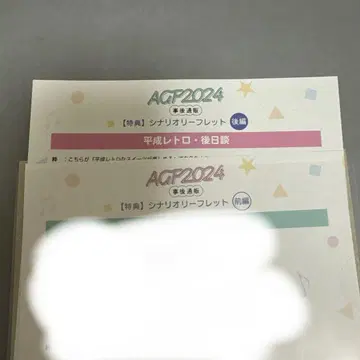 AGF2024
事後通販
【特典】シナリオリーフレット 後編
平成レトロ・後日談
AGF2024
事後通販
【特典】シナリオリーフレット 前編